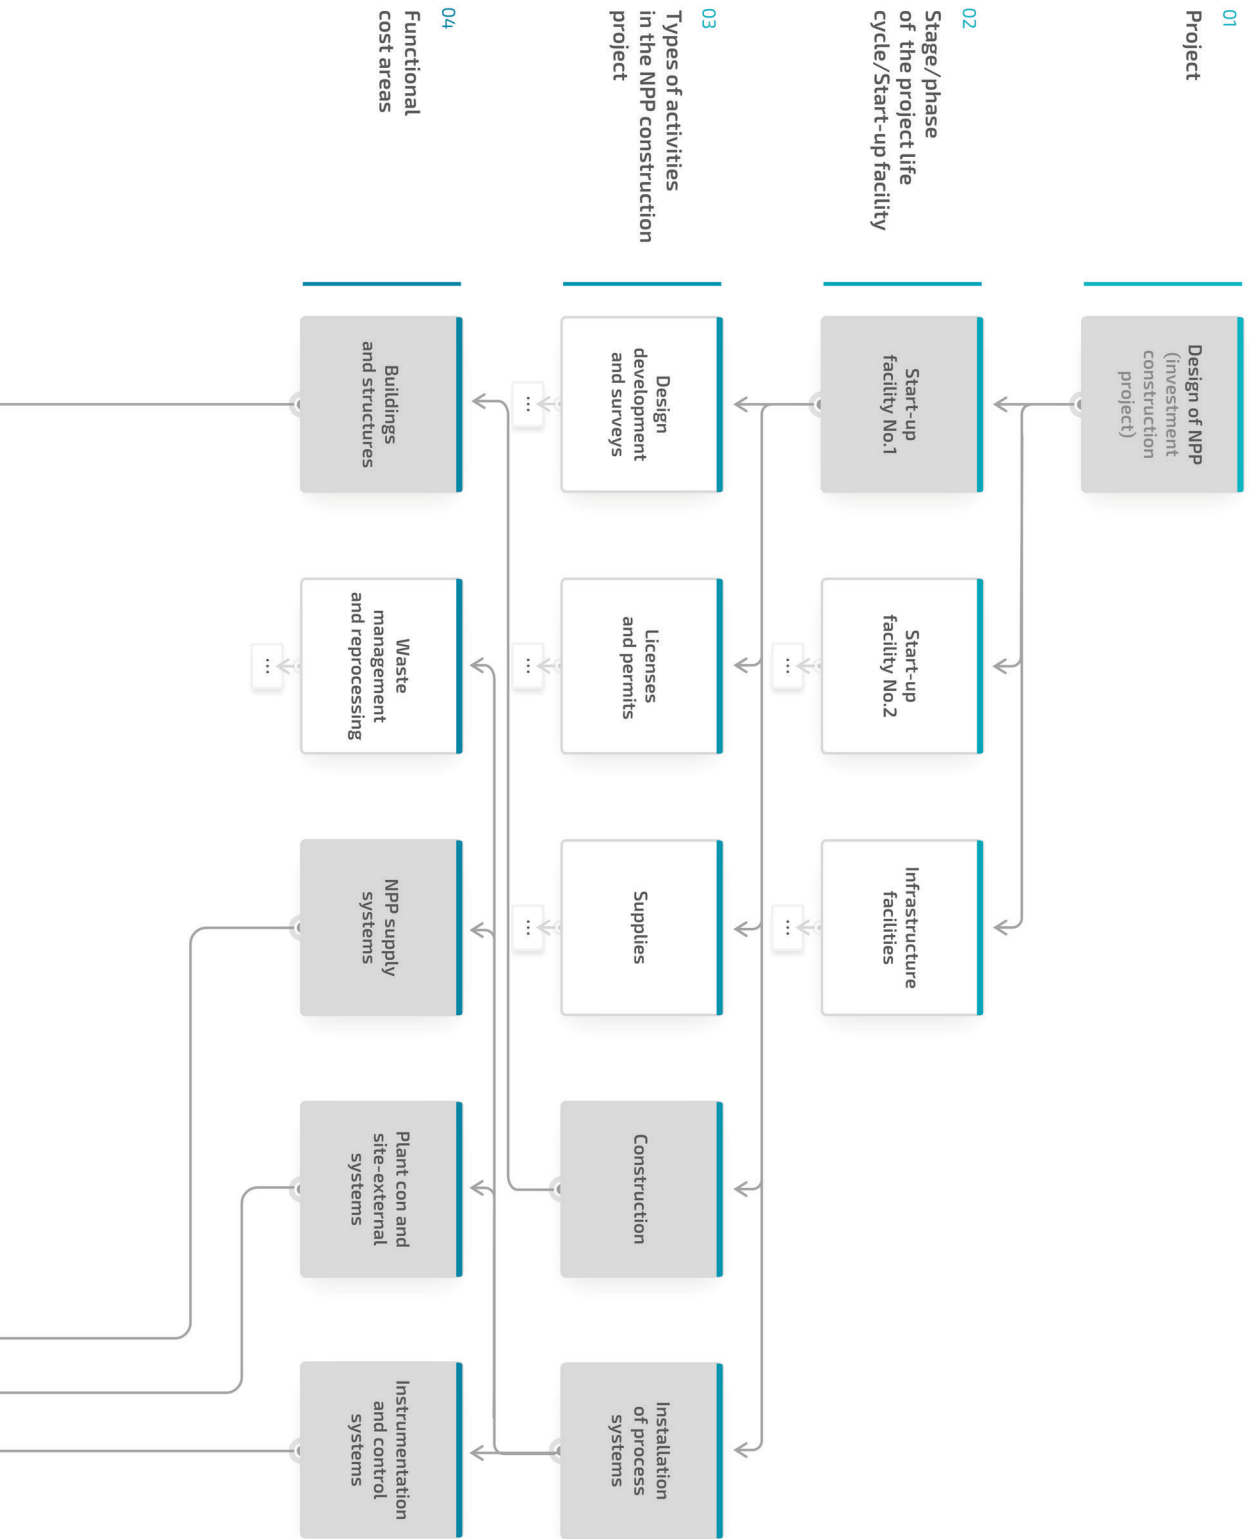 01
Project
Design of NPP
(investment
construction
project)
02
Stage/phase
of the project life
cycle/Start-up facility
Start-up
facility No.1
Start-up
facility No.2
...
Infrastructure
facilities
...
03
Types of activities
in the NPP construction
project
Design
development
and surveys
...
Licenses
and permits
...
Supplies
...
Construction
Installation
of process
systems
04
Functional
cost areas
Buildings
and structures
Waste
management
and reprocessing
...
NPP supply
systems
Plant con and
site-external
systems
Instrumentation
and control
systems